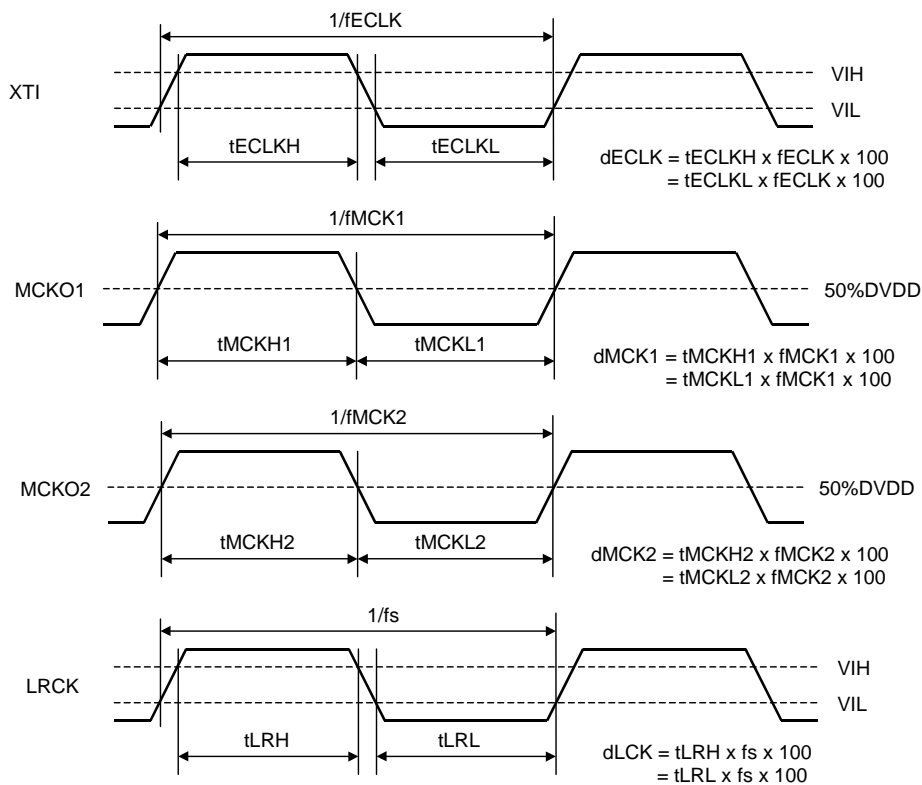 1/fECLK
XTI
VIH
VIL
tECLKH
tECLKL
dECLK = tECLKH x fECLK x 100
= tECLKL x fECLK x 100
1/fMCK1
MCKO1
50%DVDD
tMCKH1
tMCKL1
dMCK1 = tMCKH1 x fMCK1 x 100
= tMCKL1 x fMCK1 x 100
1/fMCK2
MCKO2
50%DVDD
tMCKH2
tMCKL2
dMCK2 = tMCKH2 x fMCK2 x 100
= tMCKL2 x fMCK2 x 100
1/fs
LRCK
VIH
VIL
tLRH
tLRL
dLCK = tLRH x fs x 100
= tLRL x fs x 100